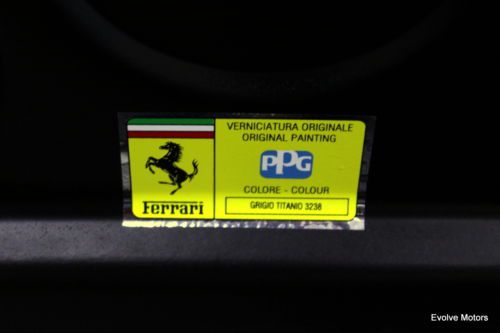 VERNICIATURA ORIGINALE
ORIGINAL PAINTING
PPG
COLORE - COLOUR
GRIGIO TITANIO 3238
Ferrari
Evolve Motors